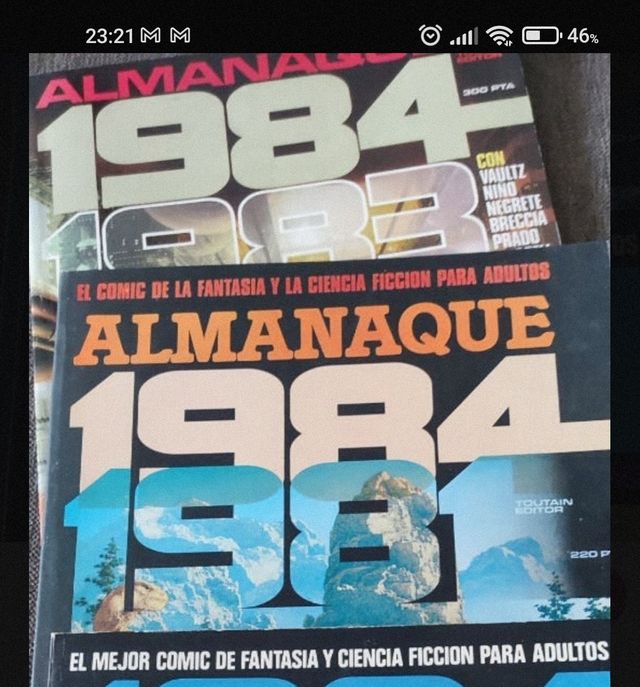 23:21
46%
ALMANAQUE
EDITOR
1984
300 PTA
1983
CON
VAULTZ
NINO
NEGRETE
BRECCIA
PRADO
EL COMIC DE LA FANTASIA Y LA CIENCIA FICCION PARA ADULTOS
ALMANAQUE
1984
1981
TOUTAIN
EDITOR
220 P
EL MEJOR COMIC DE FANTASIA Y CIENCIA FICCION PARA ADULTOS